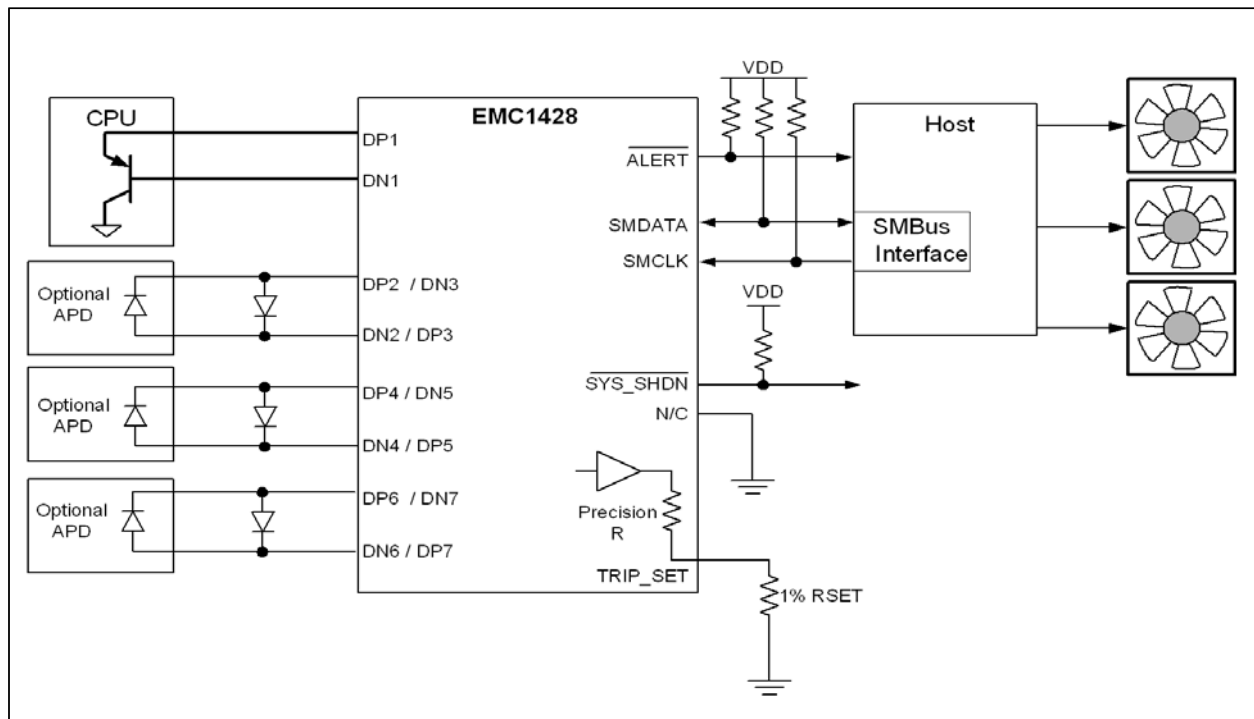 CPU
EMC1428
DP1
DN1
Optional
APD
DP2 / DN3
DN2 / DP3
Optional
APD
DP4 / DN5
DN4 / DP5
Optional
APD
DP6 / DN7
DN6 / DP7
ALERT
SMDATA
SMCLK
SYS_SHDN
N/C
Precision
R
TRIP_SET
1% RSET
VDD
VDD
Host
SMBus
Interface